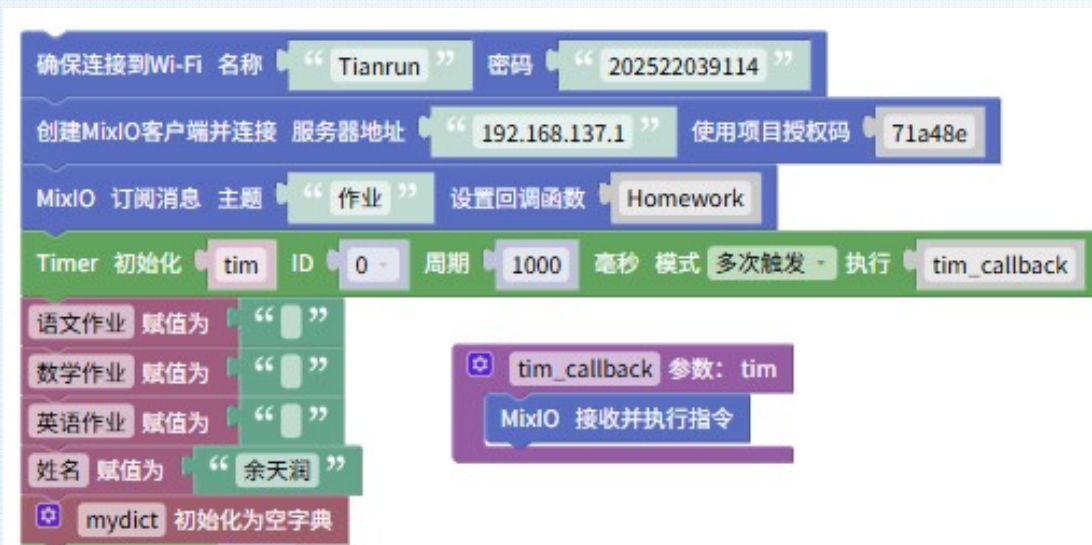 确保连接到Wi-Fi 名称 “ Tianrun ” 密码 “ 202522039114 ”
创建MixIO客户端并连接 服务器地址 “ 192.168.137.1 ” 使用项目授权码 71a48e
MixIO 订阅消息 主题 “ 作业 ” 设置回调函数 Homework
Timer 初始化 tim ID 0 周期 1000 毫秒 模式 多次触发 执行 tim_callback
语文作业 赋值为 “ ”
数学作业 赋值为 “ ”
英语作业 赋值为 “ ”
姓名 赋值为 “ 余天润 ”
mydict 初始化为空字典
tim_callback 参数: tim
MixIO 接收并执行指令